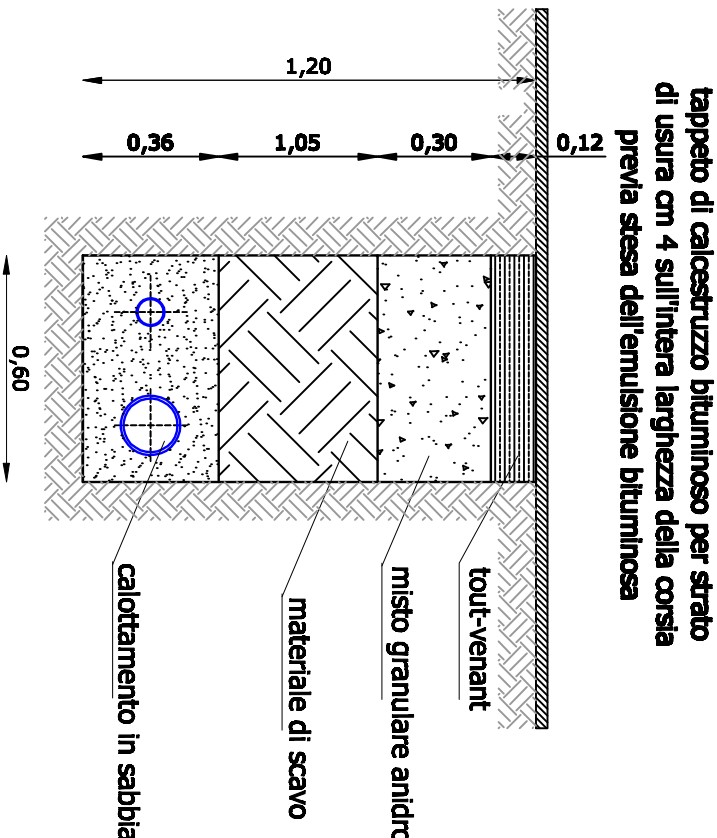 tappeto di calcestruzzo bituminoso per strato
di usura cm 4 sull'intera larghezza della corsia
previa stesa dell'emulsione bituminosa
0,12
0,30
1,05
0,36
1,20
0,60
tout-venant
misto granulare anidro
materiale di scavo
calottamento in sabbia